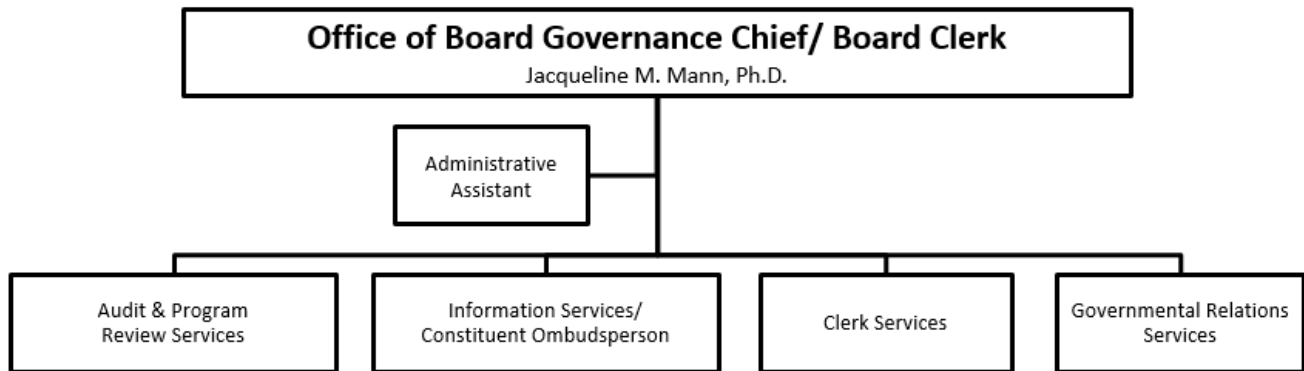 Office of Board Governance Chief/ Board Clerk
Jacqueline M. Mann, Ph.D.
Administrative
Assistant
Audit & Program
Review Services
Information Services/
Constituent Ombudsperson
Clerk Services
Governmental Relations
Services